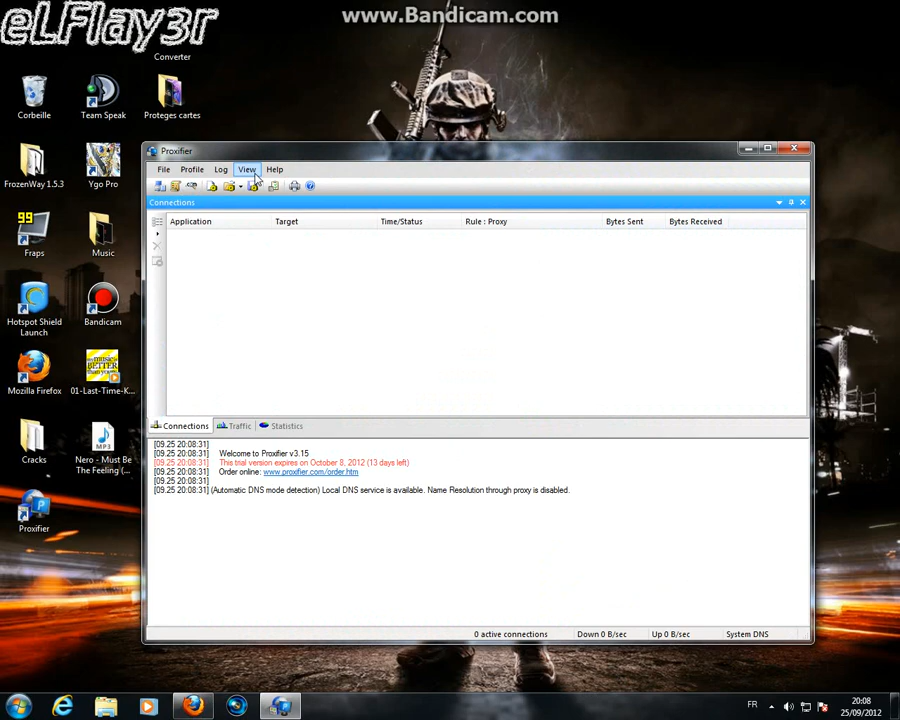 www.Bandicam.com
eLFlay3r
Converter
Corbeille
Team Speak
Proteges cartes
FrozenWay 1.5.3
Ygo Pro
99
Fraps
Music
Hotspot Shield
Launch
Bandicam
Mozilla Firefox
MUSIC IS
BETTER
01-Last-Time-K...
Cracks
MP3
Nero - Must Be
The Feeling (...
Proxifier
Proxifier
File Profile Log View Help
Connections
Application Target Time/Status Rule : Proxy Bytes Sent Bytes Received
Connections Traffic Statistics
[09.25 20:08:31]
[09.25 20:08:31] Welcome to Proxifier v3.15
[09.25 20:08:31] This trial version expires on October 8, 2012 (13 days left)
[09.25 20:08:31] Order online: www.proxifier.com/order.htm
[09.25 20:08:31]
[09.25 20:08:31] (Automatic DNS mode detection) Local DNS service is available. Name Resolution through proxy is disabled.
0 active connections Down 0 B/sec Up 0 B/sec System DNS
FR
20:08
25/09/2012